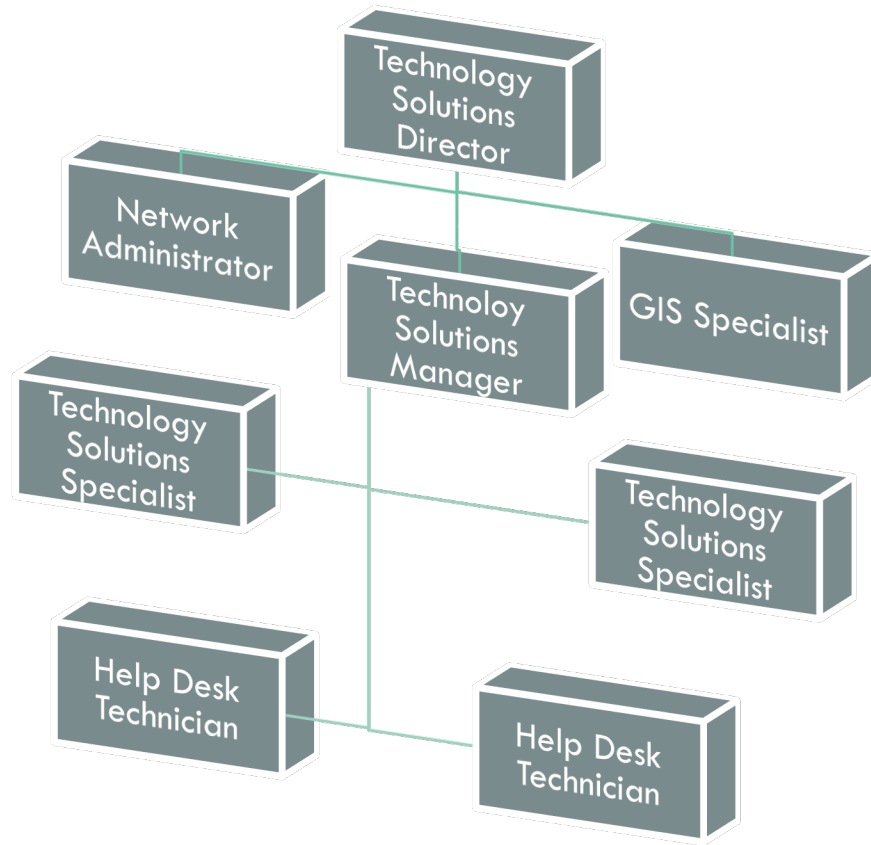 Technology
Solutions
Director
Network
Administrator
Technoloy
Solutions
Manager
GIS Specialist
Technology
Solutions
Specialist
Technology
Solutions
Specialist
Help Desk
Technician
Help Desk
Technician